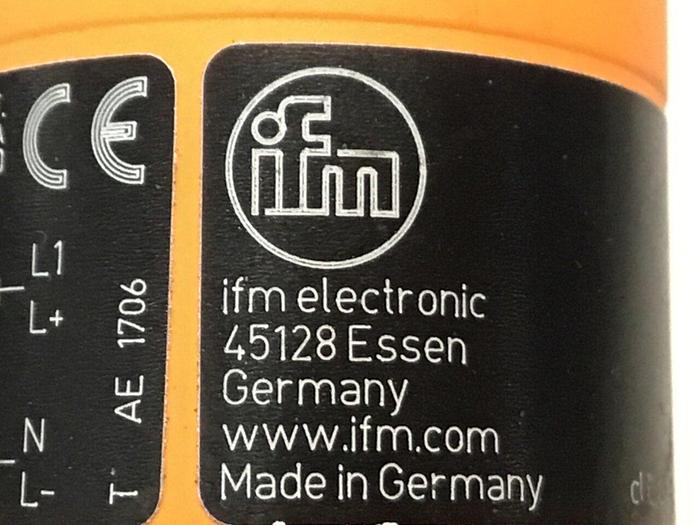 CE
L1
L+
N
L-
T AE 1706
ifm
ifm electronic
45128 Essen
Germany
www.ifm.com
Made in Germany